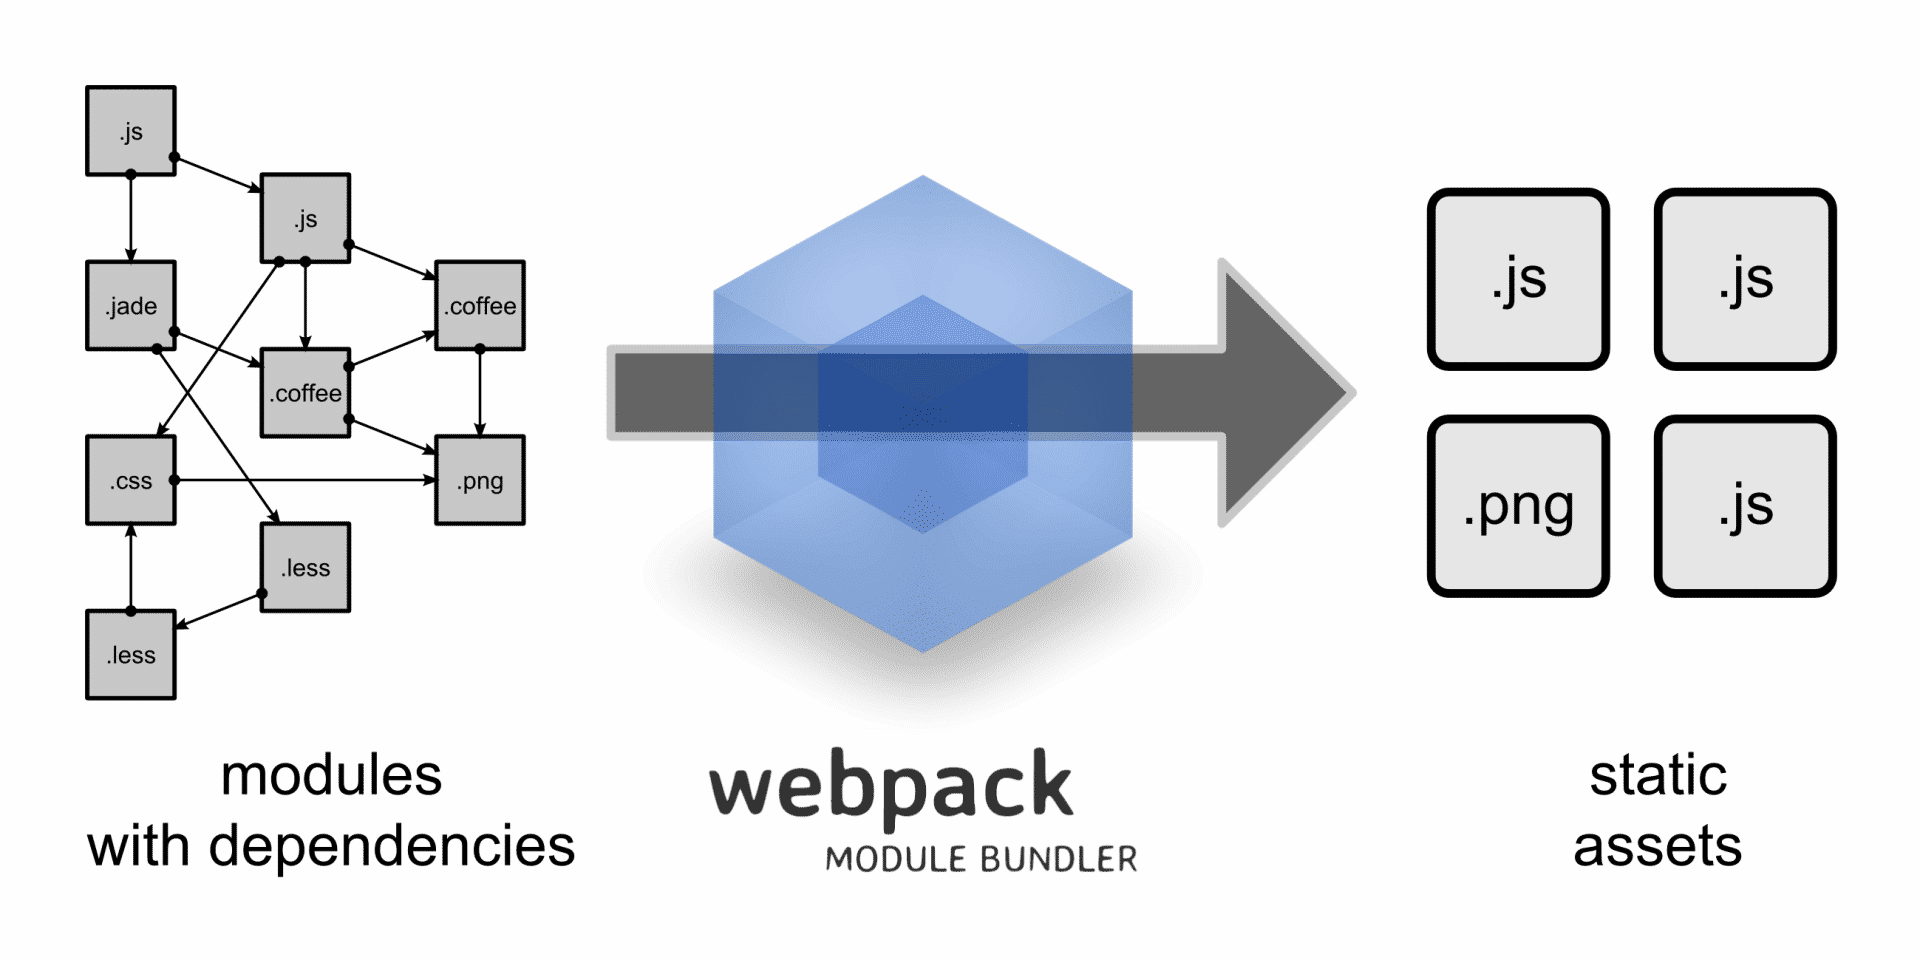 .js
.js
.jade
.coffee
.coffee
.css
.png
.less
.less
modules
with dependencies
webpack
MODULE BUNDLER
.js
.js
.png
.js
static
assets